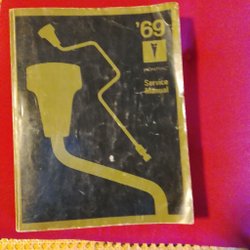 '69
PONTIAC
Service
Manual